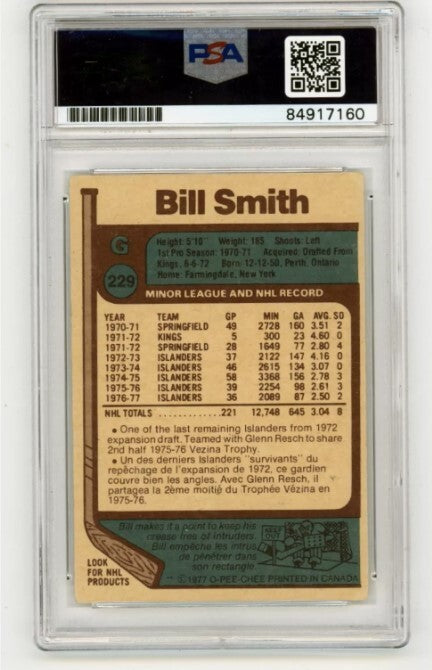 PSA
84917160
Bill Smith
G
229
Height: 5'10 Weight: 185 Shoots: Left
1st Pro Season: 1970-71 Acquired: Drafted From
Kings, 6-6-72 Born: 12-12-50, Perth, Ontario
Home: Farmingdale, New York
MINOR LEAGUE AND NHL RECORD
YEAR TEAM GP MIN GA AVG. SO
1970-71 SPRINGFIELD 49 2728 160 3.51 2
1971-72 KINGS 5 300 23 4.60 0
1971-72 SPRINGFIELD 28 1649 77 2.80 4
1972-73 ISLANDERS 37 2122 147 4.16 0
1973-74 ISLANDERS 46 2615 134 3.07 0
1974-75 ISLANDERS 58 3368 156 2.78 3
1975-76 ISLANDERS 39 2254 98 2.61 3
1976-77 ISLANDERS 36 2089 87 2.50 2
NHL TOTALS ............ 221 12,748 645 3.04 8
• One of the last remaining Islanders from 1972
expansion draft. Teamed with Glenn Resch to share
2nd half 1975-76 Vezina Trophy.
• Un des derniers Islanders "survivants" du
repêchage de l'expansion de 1972, ce gardien
couvre bien les angles. Avec Glenn Resch, il
partagea la 2ème moitié du Trophée Vézina en
1975-76.
Bill makes it a point to keep his
crease free of intruders.
Bill empêche les intrus
de pénétrer dans
son rectangle.
KEEP OUT
LOOK
FOR NHL
PRODUCTS
©1977 O-PEE-CHEE PRINTED IN CANADA